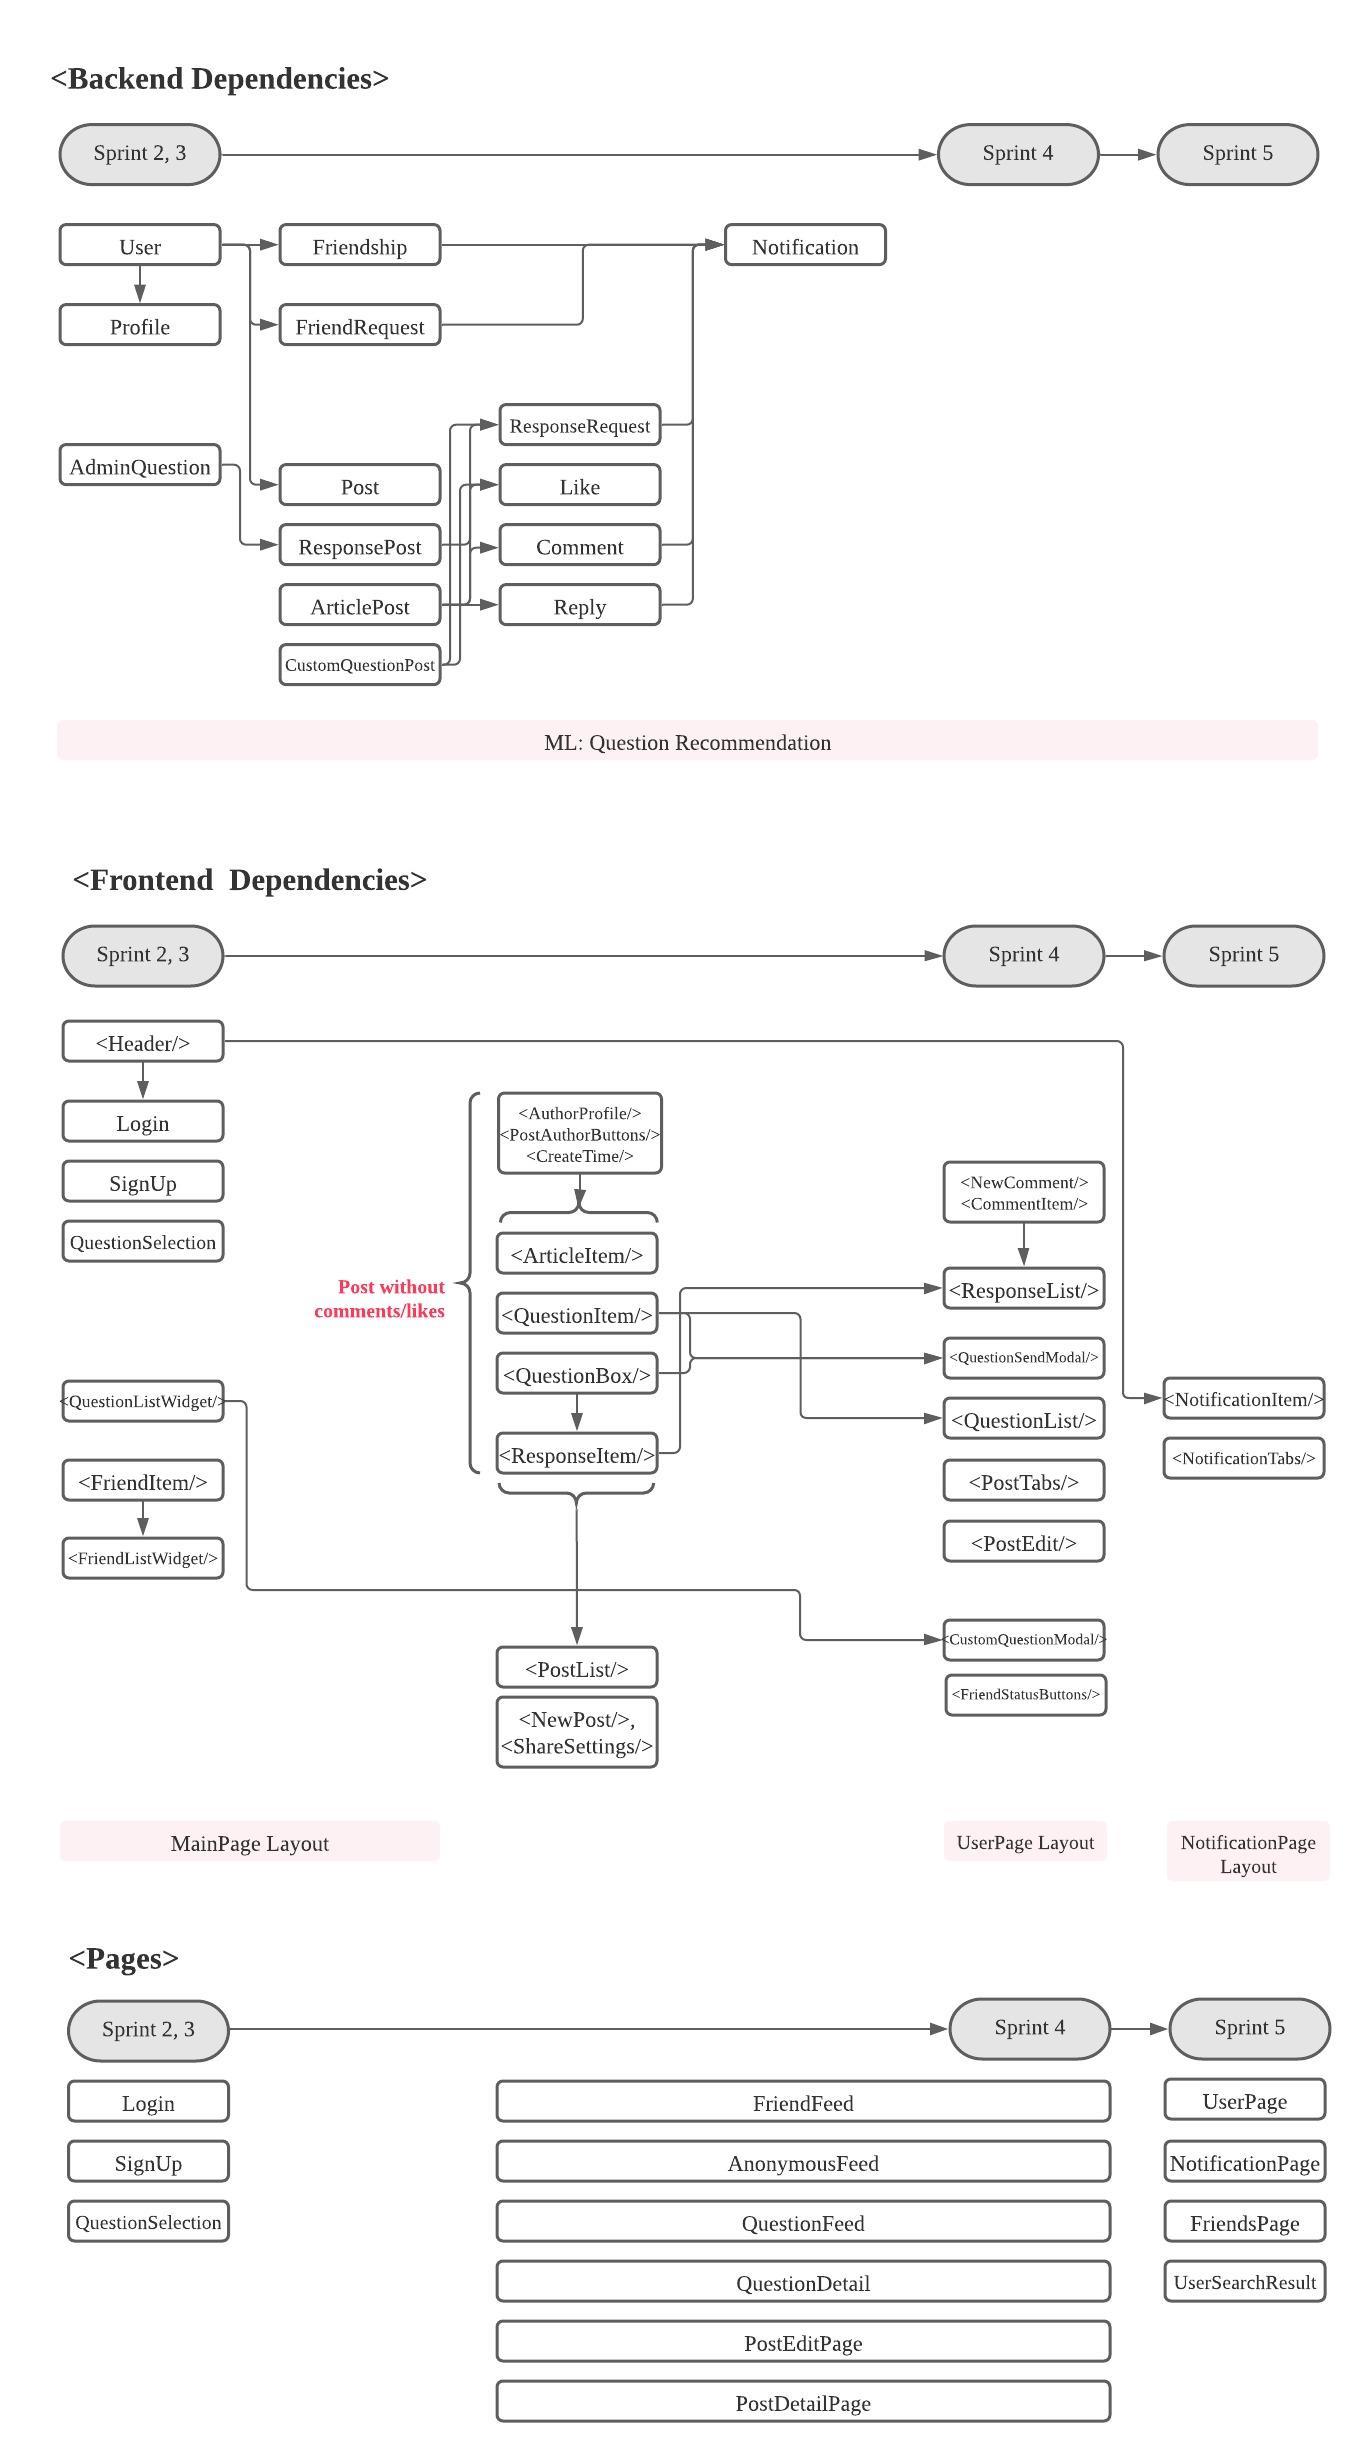 <Backend Dependencies>
Sprint 2, 3
Sprint 4
Sprint 5
User
Friendship
Notification
Profile
FriendRequest
ResponseRequest
AdminQuestion
Post
Like
ResponsePost
Comment
ArticlePost
Reply
CustomQuestionPost
ML: Question Recommendation
<Frontend  Dependencies>
Sprint 2, 3
Sprint 4
Sprint 5
<Header/>
Login
SignUp
QuestionSelection
<QuestionListWidget/>
<FriendItem/>
<FriendListWidget/>
Post without
comments/likes
<AuthorProfile/>
<PostAuthorButtons/>
<CreateTime/>
<ArticleItem/>
<QuestionItem/>
<QuestionBox/>
<ResponseItem/>
<PostList/>
<NewPost/>,
<ShareSettings/>
<NewComment/>
<CommentItem/>
<ResponseList/>
<QuestionSendModal/>
<QuestionList/>
<PostTabs/>
<PostEdit/>
<CustomQuestionModal/>
<FriendStatusButtons/>
<NotificationItem/>
<NotificationTabs/>
MainPage Layout
UserPage Layout
NotificationPage
Layout
<Pages>
Sprint 2, 3
Sprint 4
Sprint 5
Login
SignUp
QuestionSelection
FriendFeed
AnonymousFeed
QuestionFeed
QuestionDetail
PostEditPage
PostDetailPage
UserPage
NotificationPage
FriendsPage
UserSearchResult